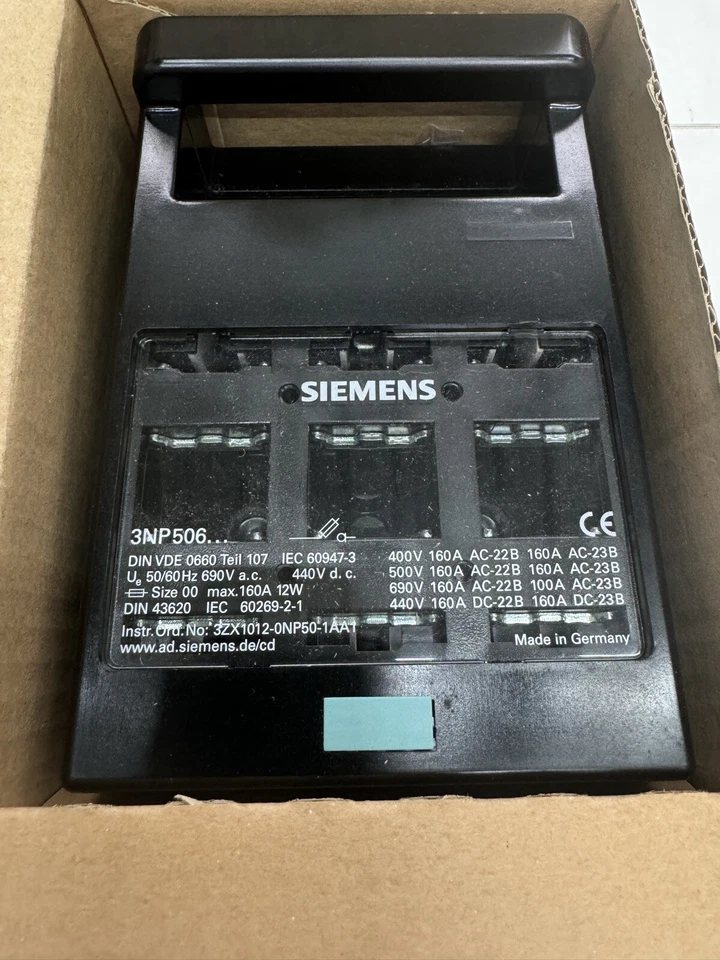 SIEMENS
3NP506...
CE
DIN VDE 0660 Teil 107 IEC 60947-3
Ue 50/60Hz 690V a.c. 440V d.c.
Size 00 max.160A 12W
DIN 43620 IEC 60269-2-1
400V 160A AC-22B 160A AC-23B
500V 160A AC-22B 160A AC-23B
690V 160A AC-22B 100A AC-23B
440V 160A DC-22B 160A DC-23B
Instr.Ord.No: 3ZX1012-0NP50-1AA1
www.ad.siemens.de/cd
Made in Germany